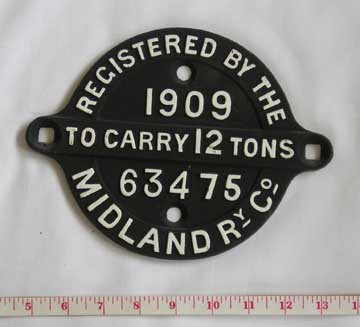 REGISTERED BY THE
1909
TO CARRY 12 TONS
63475
MIDLAND RY CO
5 6 7 8 9 10 11 12 13 14